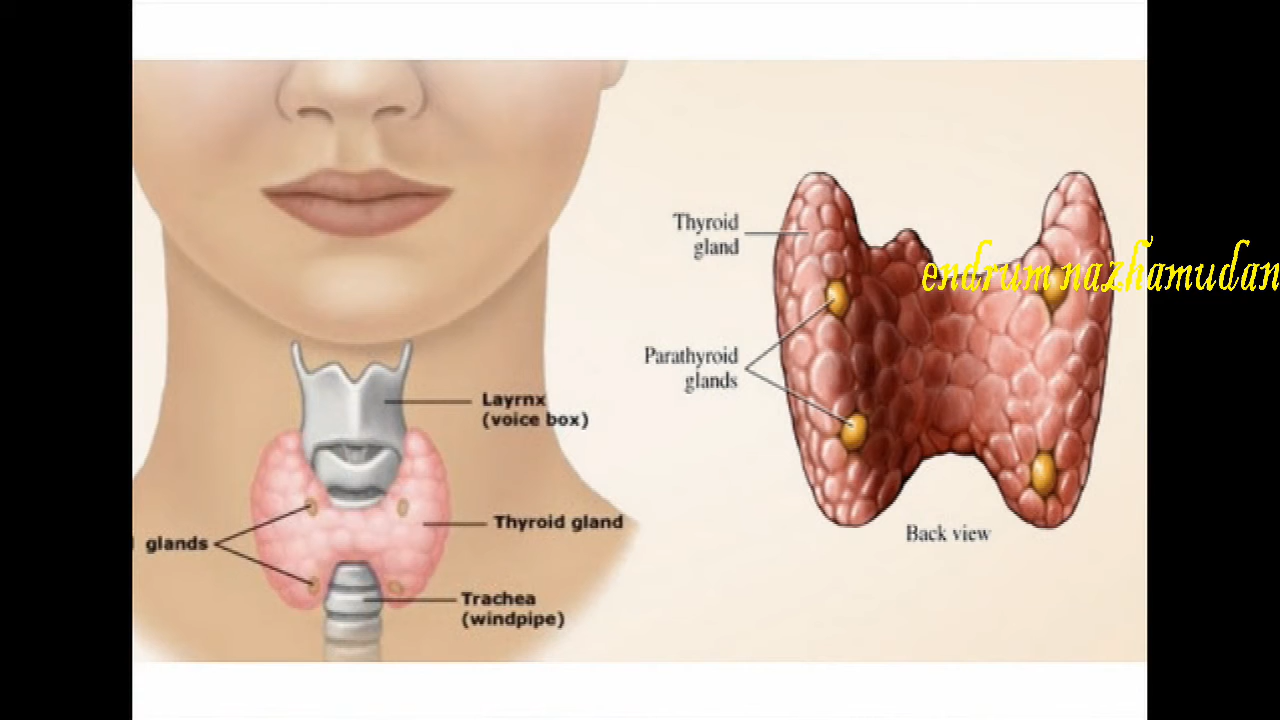 Layrnx
(voice box)
Thyroid gland
glands
Trachea
(windpipe)
Thyroid
gland
Parathyroid
glands
Back view
endrum nazhamudan